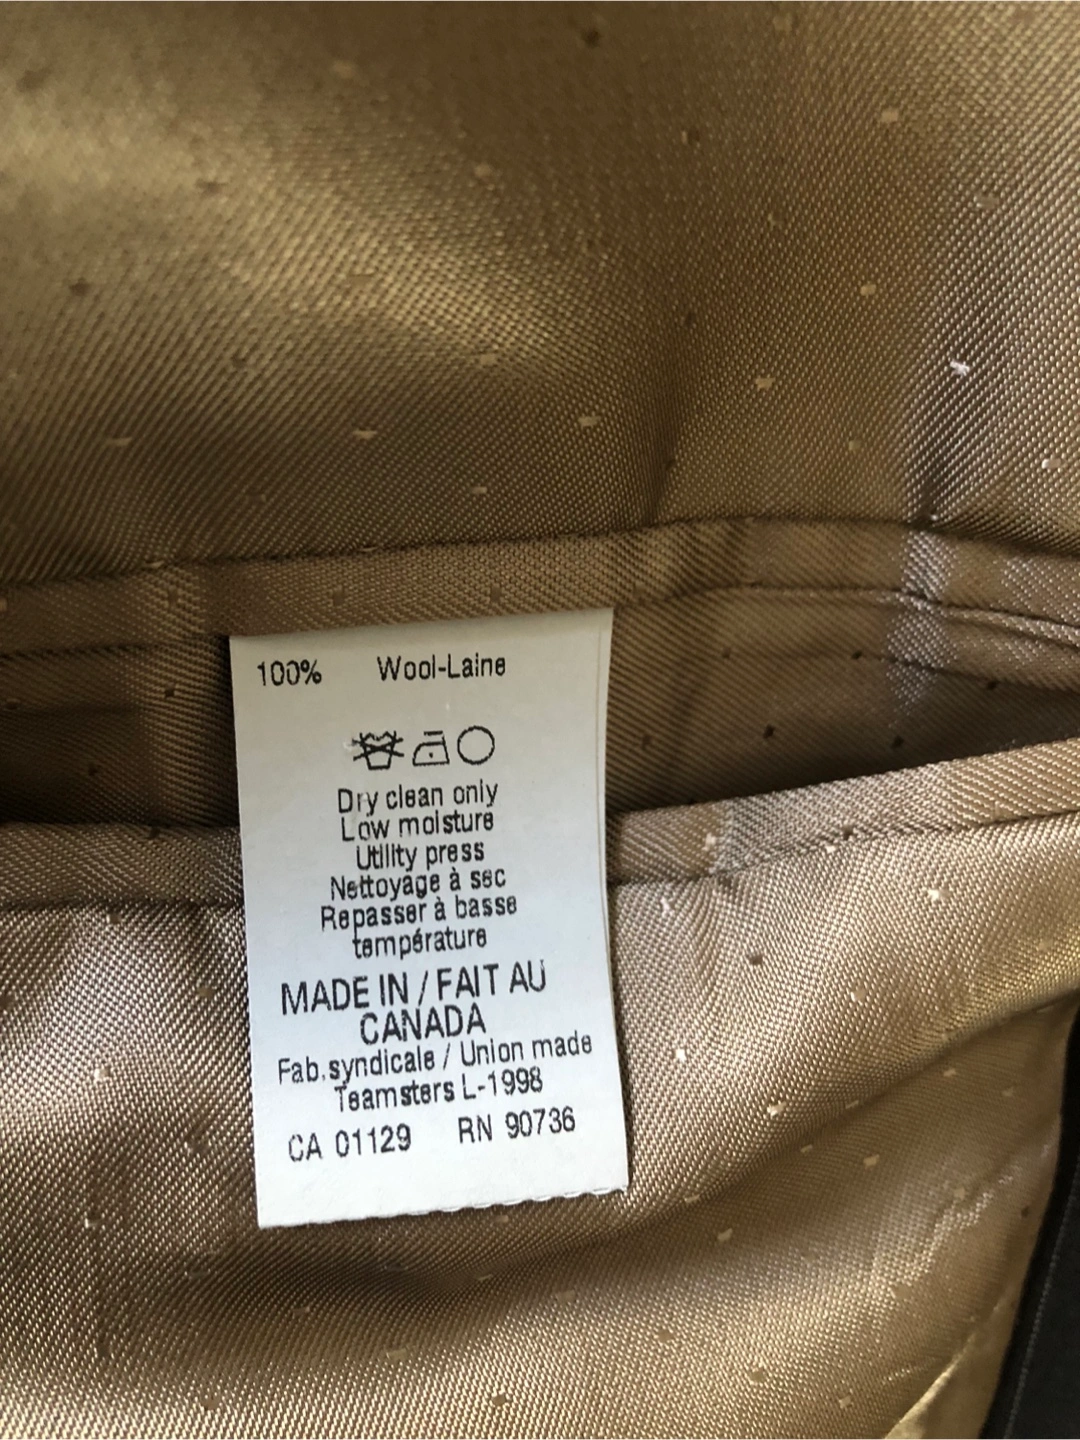 100% Wool-Laine
Dry clean only
Low moisture
Utility press
Nettoyage à sec
Repasser à basse
température
MADE IN / FAIT AU
CANADA
Fab.syndicale / Union made
Teamsters L-1998
CA 01129 RN 90736